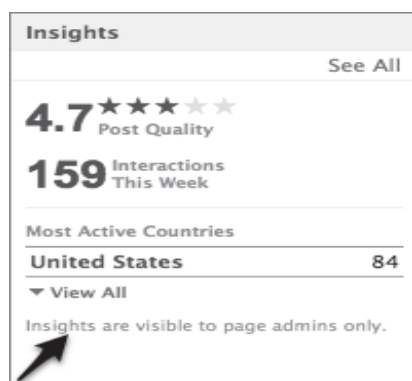 Insights
See All
4.7 ★★★★★
Post Quality
159 Interactions
This Week
Most Active Countries
United States 84
▼ View All
Insights are visible to page admins only.